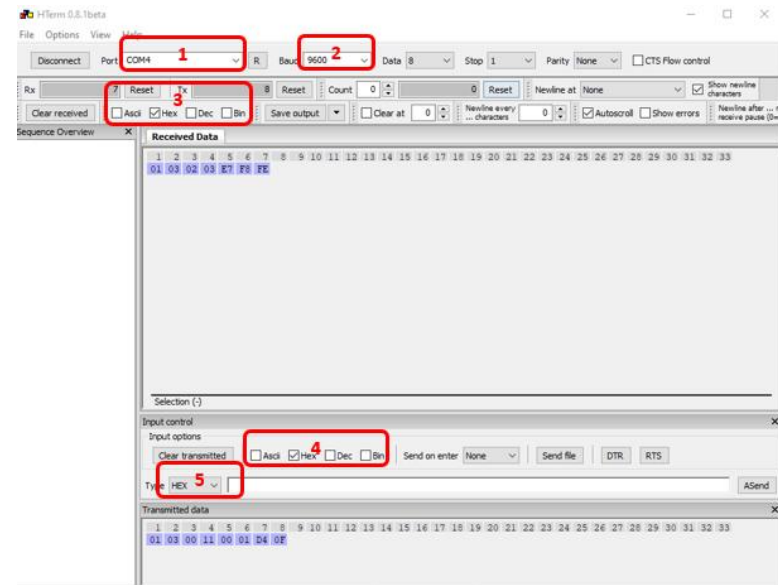 HTerm 0.8.1beta
File Options View Help
Disconnect Port COM4 1 R Baud 9600 2 Data 8 Stop 1 Parity None CTS Flow control
Rx 7 Reset Tx 8 Reset Count 0 0 Reset Newline at None Show newline characters
Clear received 3 Ascii Hex Dec Bin Save output Clear at 0 Newline every ... characters 0 Autoscroll Show errors Newline after ... receive pause (0=
Sequence Overview X Received Data
1 2 3 4 5 6 7 8 9 10 11 12 13 14 15 16 17 18 19 20 21 22 23 24 25 26 27 28 29 30 31 32 33
01 03 02 03 E7 F8 FE
Selection (-)
Input control X
Input options
Clear transmitted Ascii Hex 4 Dec Bin Send on enter None Send file DTR RTS
Type HEX 5 ASend
Transmitted data X
1 2 3 4 5 6 7 8 9 10 11 12 13 14 15 16 17 18 19 20 21 22 23 24 25 26 27 28 29 30 31 32 33
01 03 00 11 00 01 D4 0F